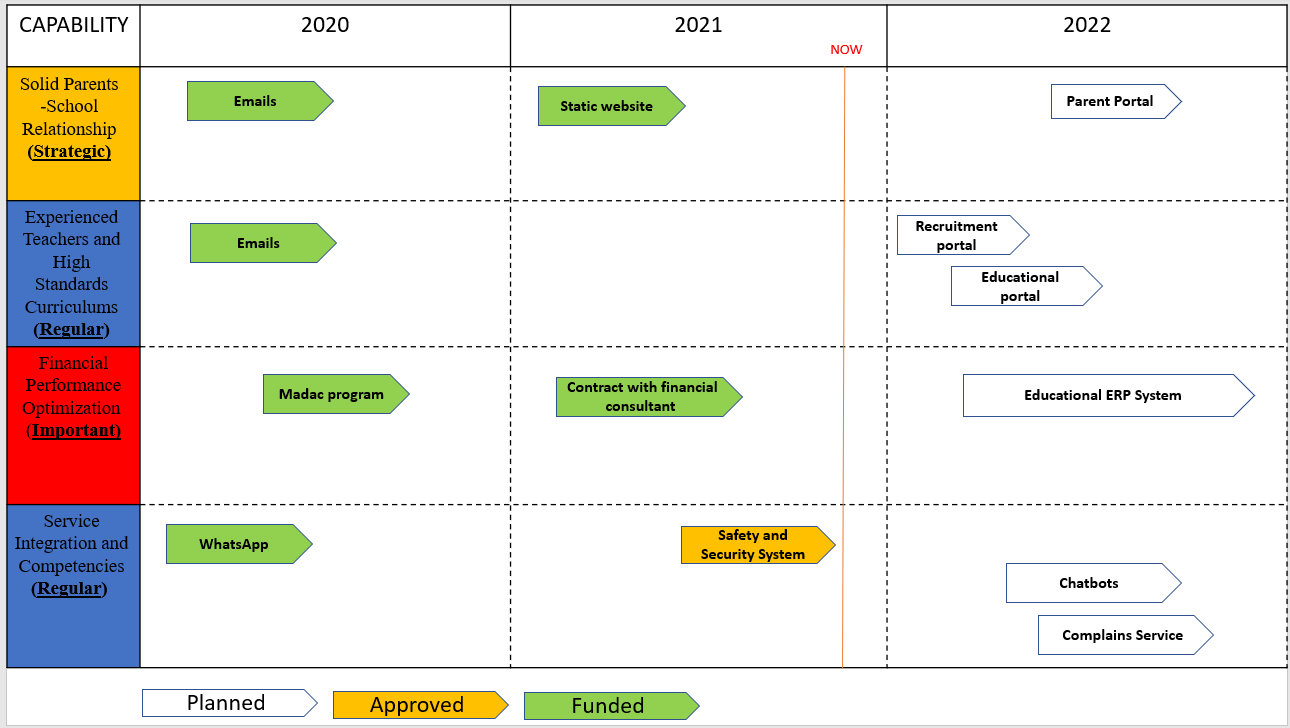 CAPABILITY
2020
2021
2022
NOW
Solid Parents
-School
Relationship
(Strategic)
Emails
Static website
Parent Portal
Experienced
Teachers and
High
Standards
Curriculums
(Regular)
Emails
Recruitment
portal
Educational
portal
Financial
Performance
Optimization
(Important)
Madac program
Contract with financial
consultant
Educational ERP System
Service
Integration and
Competencies
(Regular)
WhatsApp
Safety and
Security System
Chatbots
Complains Service
Planned
Approved
Funded